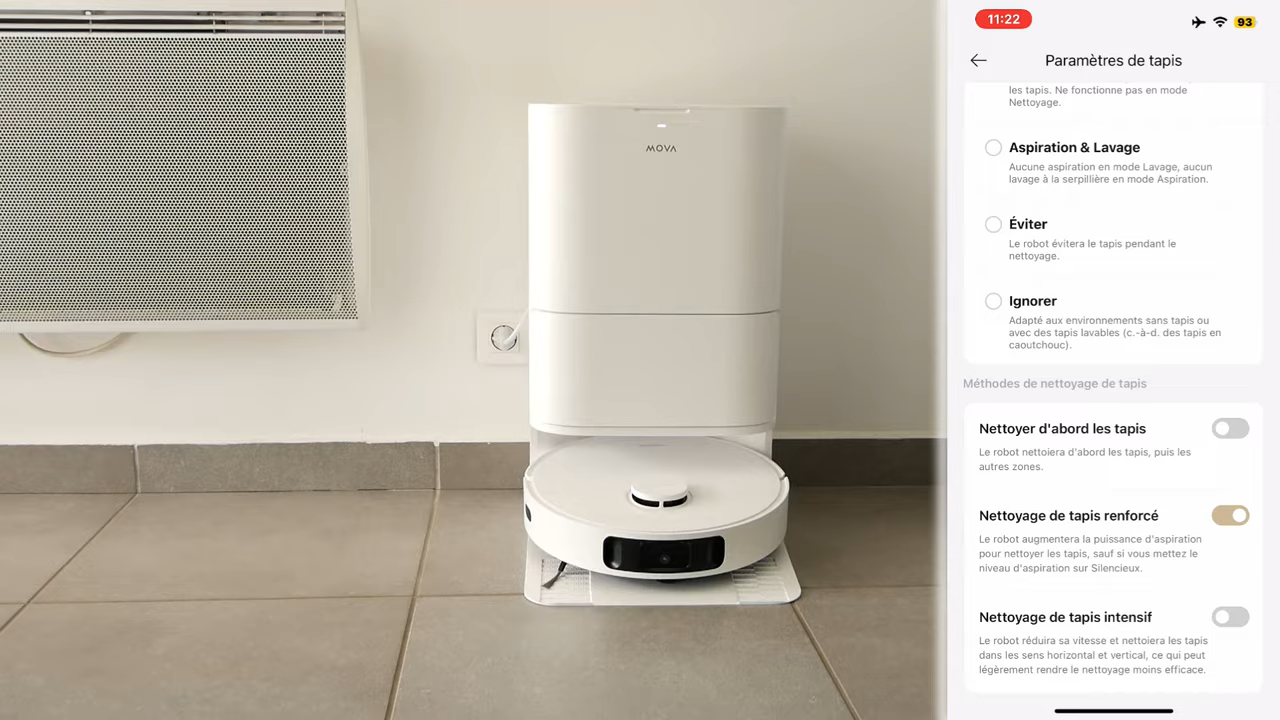 MOVA
11:22
93
Paramètres de tapis
les tapis. Ne fonctionne pas en mode
Nettoyage.
Aspiration & Lavage
Aucune aspiration en mode Lavage, aucun
lavage à la serpillière en mode Aspiration.
Éviter
Le robot évitera le tapis pendant le
nettoyage.
Ignorer
Adapté aux environnements sans tapis ou
avec des tapis lavables (c.-à-d. des tapis en
caoutchouc).
Méthodes de nettoyage de tapis
Nettoyer d'abord les tapis
Le robot nettoiera d'abord les tapis, puis les
autres zones.
Nettoyage de tapis renforcé
Le robot augmentera la puissance d'aspiration
pour nettoyer les tapis, sauf si vous mettez le
niveau d'aspiration sur Silencieux.
Nettoyage de tapis intensif
Le robot réduira sa vitesse et nettoiera les tapis
dans les sens horizontal et vertical, ce qui peut
légèrement rendre le nettoyage moins efficace.